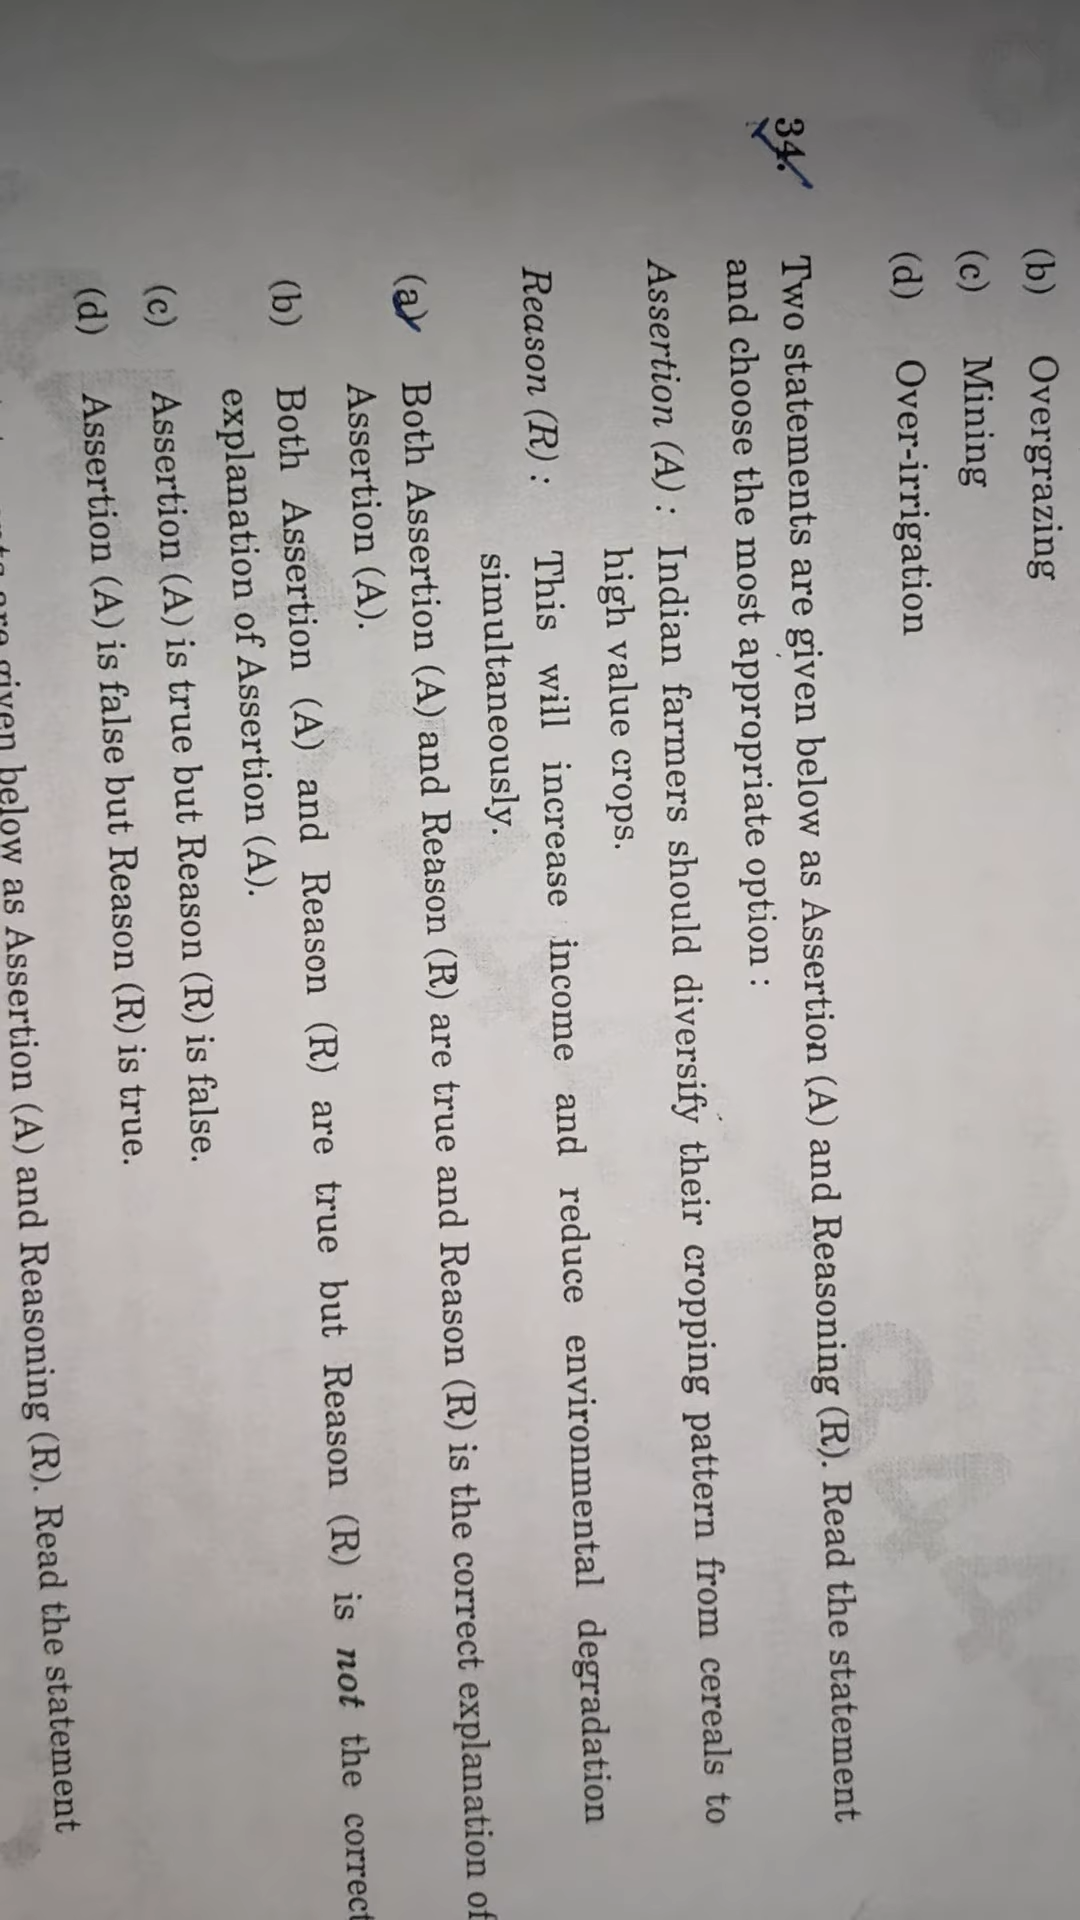 (b) Overgrazing
(c) Mining
(d) Over-irrigation
34. Two statements are given below as Assertion (A) and Reasoning (R). Read the statement
and choose the most appropriate option :
Assertion (A) : Indian farmers should diversify their cropping pattern from cereals to
high value crops.
Reason (R) : This will increase income and reduce environmental degradation
simultaneously.
(a) Both Assertion (A) and Reason (R) are true and Reason (R) is the correct explanation of
Assertion (A).
(b) Both Assertion (A) and Reason (R) are true but Reason (R) is not the correct
explanation of Assertion (A).
(c) Assertion (A) is true but Reason (R) is false.
(d) Assertion (A) is false but Reason (R) is true.
are given below as Assertion (A) and Reasoning (R). Read the statement